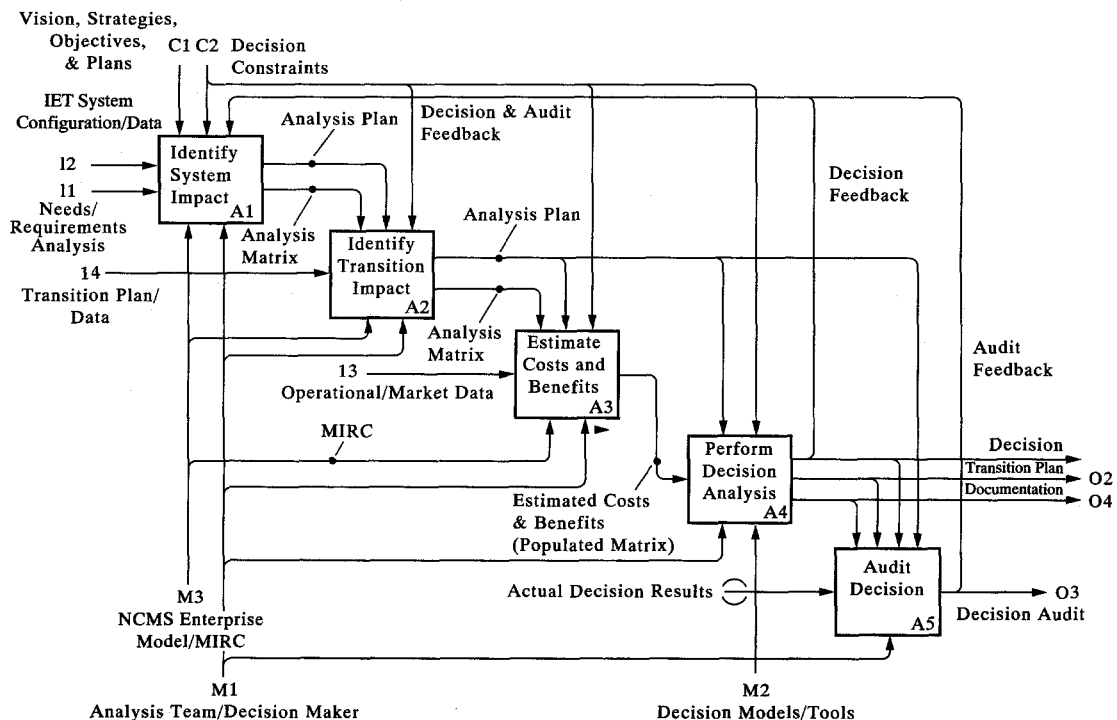 Vision, Strategies,
Objectives,
& Plans
C1 C2
Decision
Constraints
IET System
Configuration/Data
Analysis Plan
Decision & Audit
Feedback
I2
I1
Needs/
Requirements
Analysis
Identify
System
Impact
A1
Analysis
Matrix
Decision
Feedback
Analysis Plan
Identify
Transition
Impact
A2
14
Transition Plan/
Data
Analysis
Matrix
Estimate
Costs and
Benefits
A3
13
Operational/Market Data
Audit
Feedback
MIRC
Perform
Decision
Analysis
A4
Decision
Transition Plan
O2
Documentation
O4
Estimated Costs
& Benefits
(Populated Matrix)
Actual Decision Results
Audit
Decision
A5
O3
Decision Audit
M3
NCMS Enterprise
Model/MIRC
M1
Analysis Team/Decision Maker
M2
Decision Models/Tools